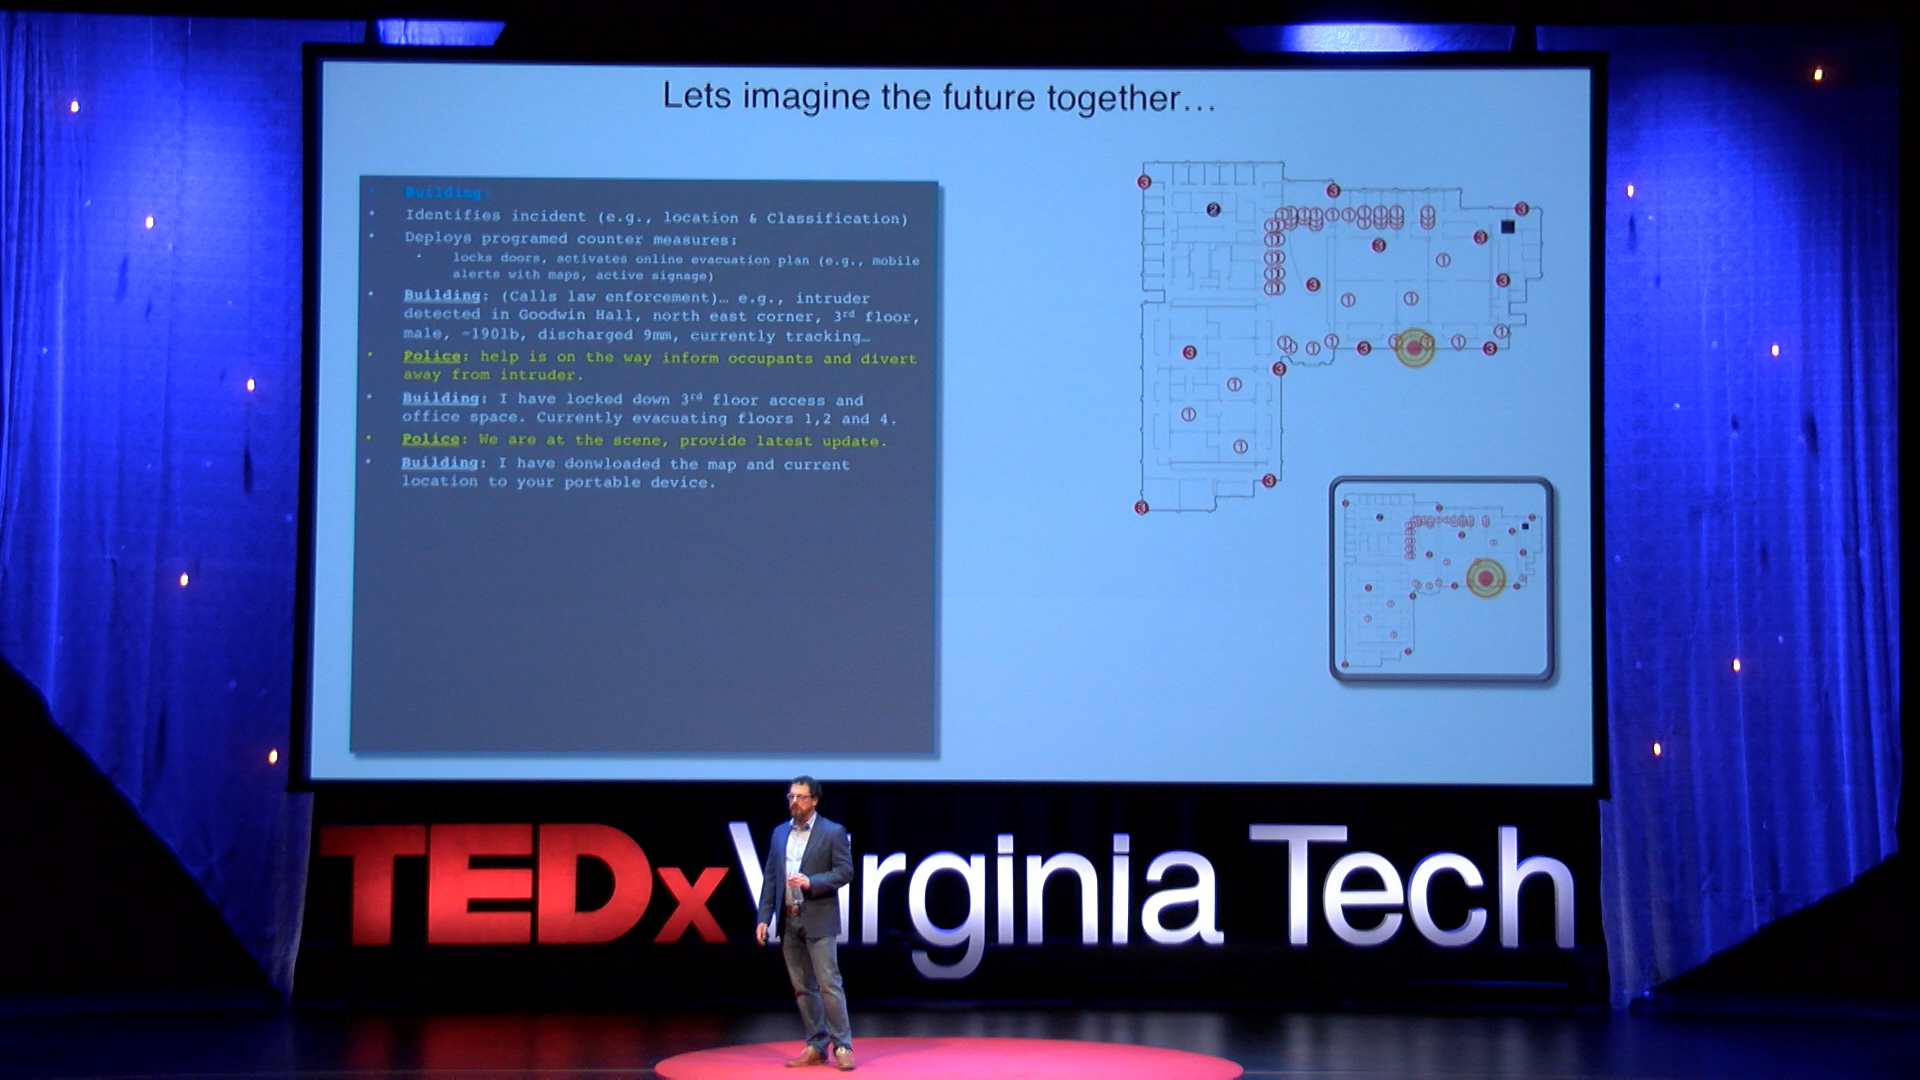 Lets imagine the future together…
• Building:
• Identifies incident (e.g., location & Classification)
• Deploys programed counter measures:
• locks doors, activates online evacuation plan (e.g., mobile
alerts with maps, active signage)
• Building: (Calls law enforcement)… e.g., intruder
detected in Goodwin Hall, north east corner, 3rd floor,
male, ~190lb, discharged 9mm, currently tracking…
• Police: help is on the way inform occupants and divert
away from intruder.
• Building: I have locked down 3rd floor access and
office space. Currently evacuating floors 1,2 and 4.
• Police: We are at the scene, provide latest update.
• Building: I have donwloaded the map and current
location to your portable device.
TEDxVirginia Tech